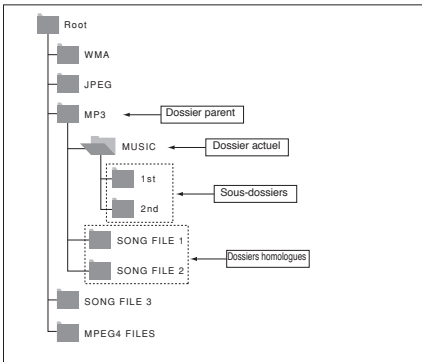 Root
WMA
JPEG
MP3
Dossier parent
MUSIC
Dossier actuel
1st
Sous-dossiers
2nd
SONG FILE 1
Dossiers homologues
SONG FILE 2
SONG FILE 3
MPEG4 FILES